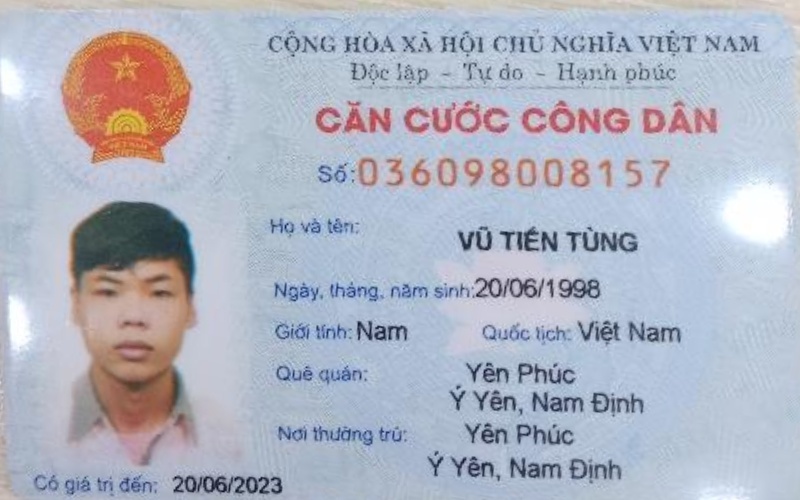 CỘNG HÒA XÃ HỘI CHỦ NGHĨA VIỆT NAM
Độc lập - Tự do - Hạnh phúc
CĂN CƯỚC CÔNG DÂN
Số: 036098008157
Họ và tên:
VŨ TIẾN TÙNG
Ngày, tháng, năm sinh: 20/06/1998
Giới tính: Nam Quốc tịch: Việt Nam
Quê quán: Yên Phúc
Ý Yên, Nam Định
Nơi thường trú: Yên Phúc
Ý Yên, Nam Định
Có giá trị đến: 20/06/2023